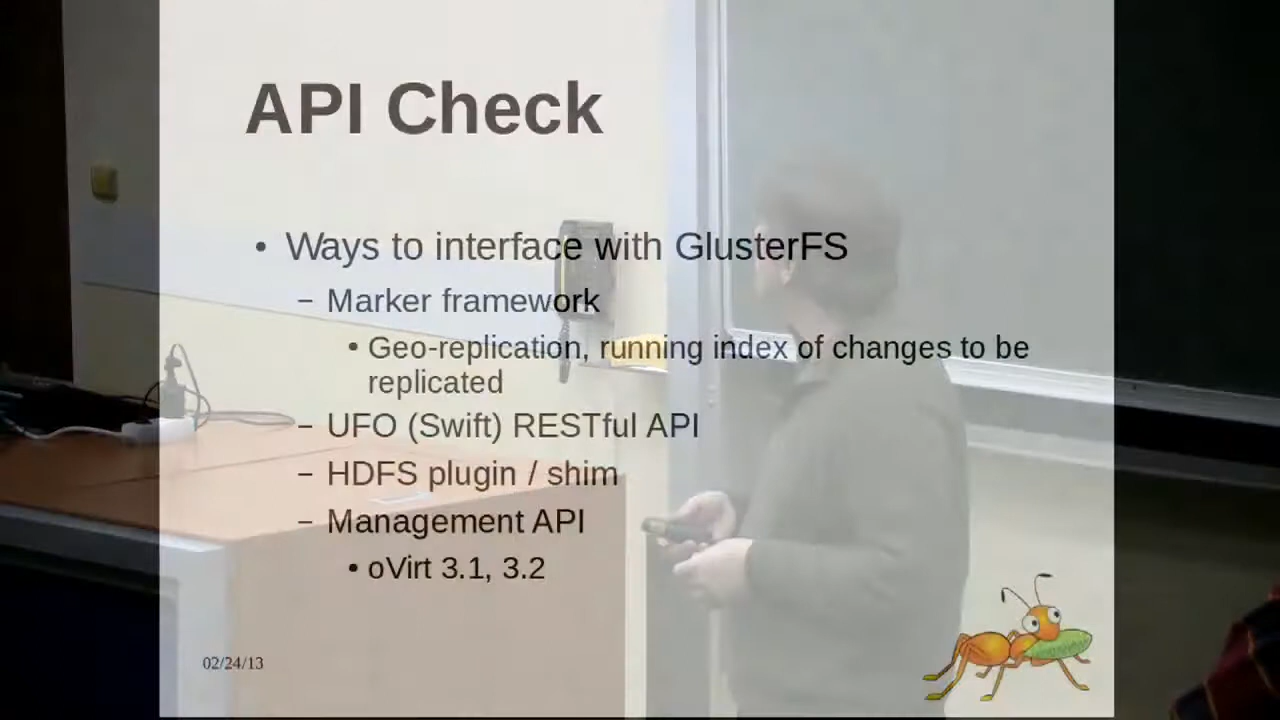 API Check
• Ways to interface with GlusterFS
– Marker framework
• Geo-replication, running index of changes to be
replicated
– UFO (Swift) RESTful API
– HDFS plugin / shim
– Management API
• oVirt 3.1, 3.2
02/24/13